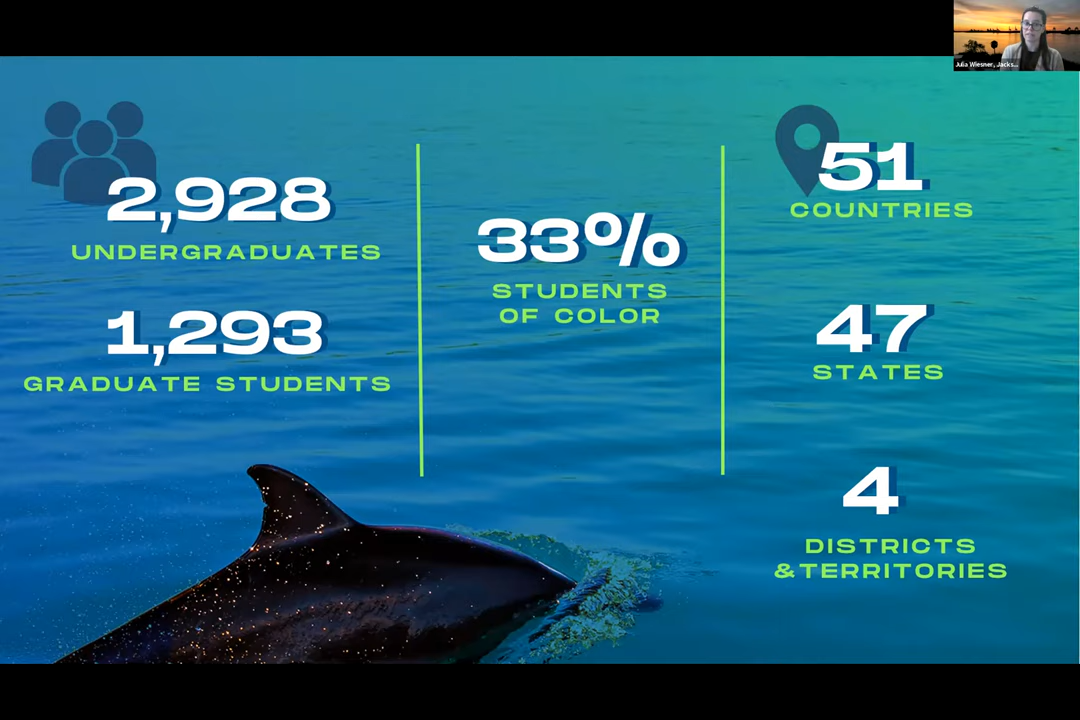 Julia Wiesner, Jacks...
2,928
UNDERGRADUATES
1,293
GRADUATE STUDENTS
33%
STUDENTS
OF COLOR
51
COUNTRIES
47
STATES
4
DISTRICTS
&TERRITORIES